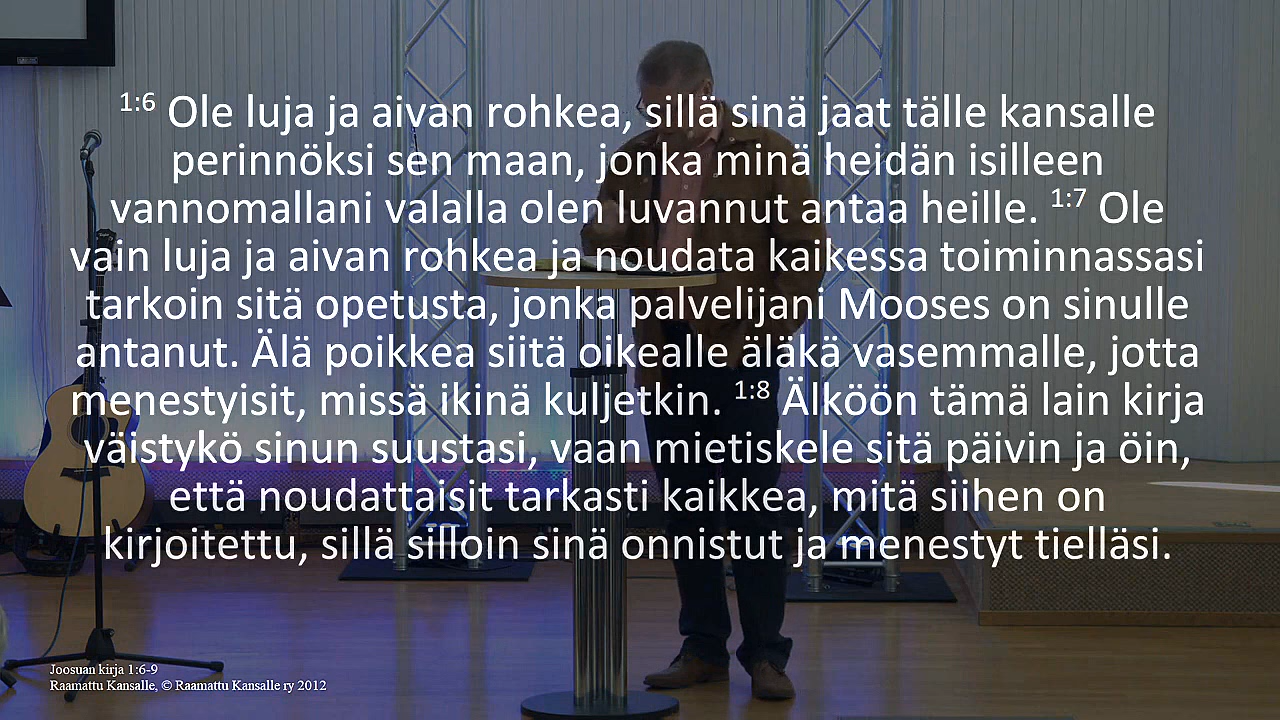 1:6 Ole luja ja aivan rohkea, sillä sinä jaat tälle kansalle
perinnöksi sen maan, jonka minä heidän isilleen
vannomallani valalla olen luvannut antaa heille. 1:7 Ole
vain luja ja aivan rohkea ja noudata kaikessa toiminnassasi
tarkoin sitä opetusta, jonka palvelijani Mooses on sinulle
antanut. Älä poikkea siitä oikealle äläkä vasemmalle, jotta
menestyisit, missä ikinä kuljetkin. 1:8 Älköön tämä lain kirja
väistykö sinun suustasi, vaan mietiskele sitä päivin ja öin,
että noudattaisit tarkasti kaikkea, mitä siihen on
kirjoitettu, sillä silloin sinä onnistut ja menestyt tielläsi.
Joosuan kirja 1:6-9
Raamattu Kansalle, © Raamattu Kansalle ry 2012